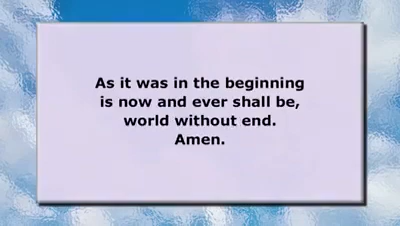 As it was in the beginning
is now and ever shall be,
world without end.
Amen.